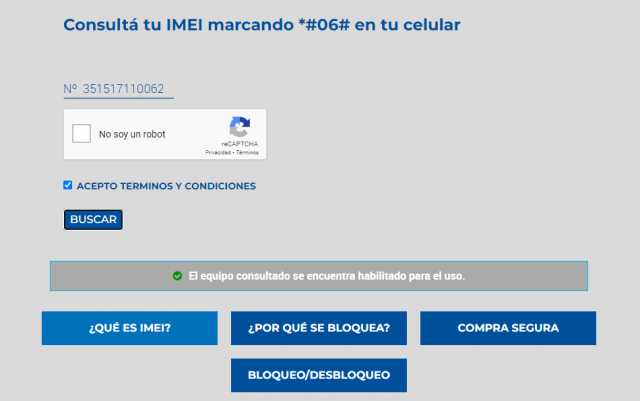 Consultá tu IMEI marcando *#06# en tu celular
Nº 351517110062
No soy un robot
reCAPTCHA
Privacidad - Términos
ACEPTO TERMINOS Y CONDICIONES
BUSCAR
El equipo consultado se encuentra habilitado para el uso.
¿QUÉ ES IMEI?
¿POR QUÉ SE BLOQUEA?
COMPRA SEGURA
BLOQUEO/DESBLOQUEO